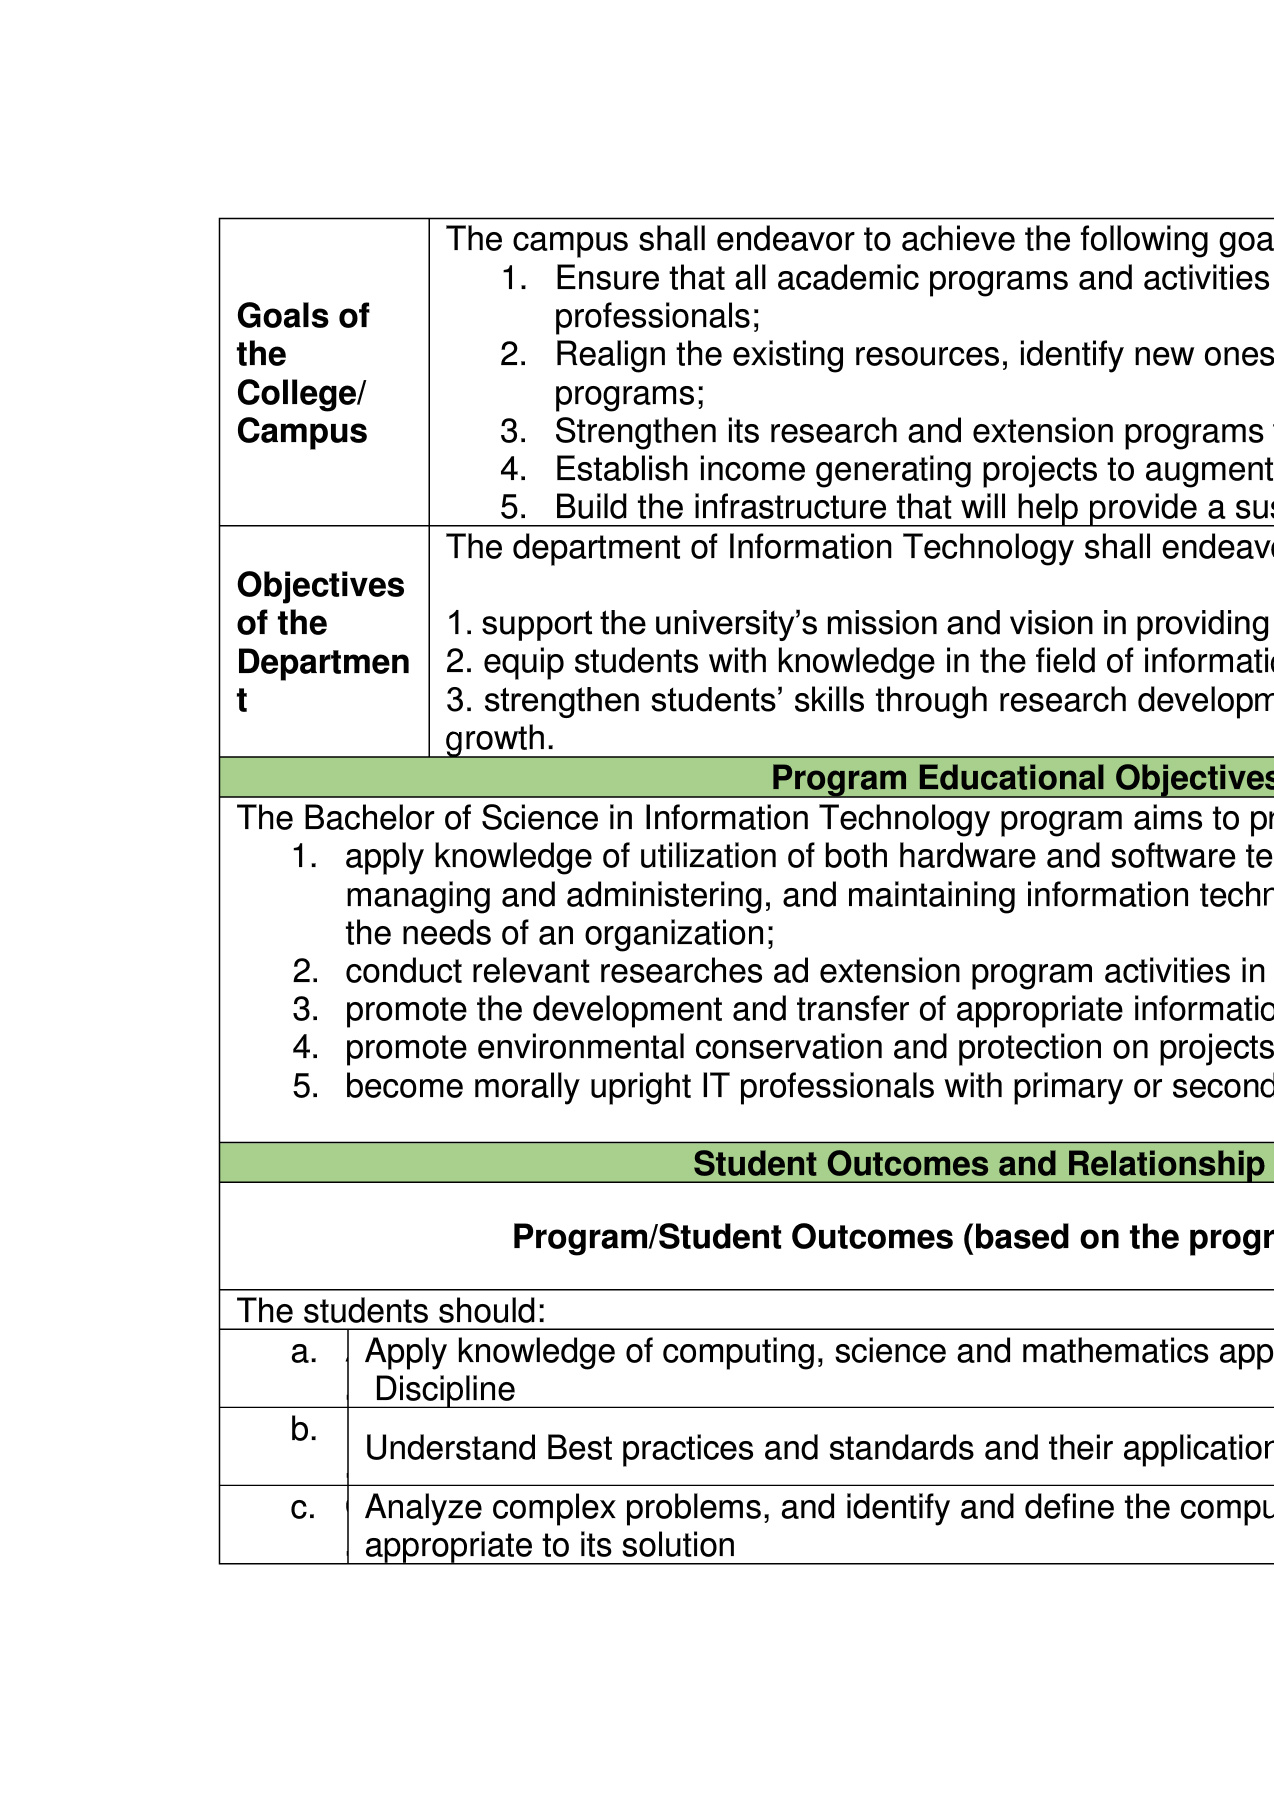 Goals of
the
College/
Campus
The campus shall endeavor to achieve the following goa
1. Ensure that all academic programs and activities
professionals;
2. Realign the existing resources, identify new ones
programs;
3. Strengthen its research and extension programs
4. Establish income generating projects to augment
5. Build the infrastructure that will help provide a sus
Objectives
of the
Departmen
t
The department of Information Technology shall endeavo
1. support the university’s mission and vision in providing
2. equip students with knowledge in the field of informatio
3. strengthen students’ skills through research developm
growth.
Program Educational Objectives
The Bachelor of Science in Information Technology program aims to pr
1. apply knowledge of utilization of both hardware and software te
managing and administering, and maintaining information techn
the needs of an organization;
2. conduct relevant researches ad extension program activities in
3. promote the development and transfer of appropriate informatio
4. promote environmental conservation and protection on projects
5. become morally upright IT professionals with primary or second
Student Outcomes and Relationship
Program/Student Outcomes (based on the progr
The students should:
a. Apply knowledge of computing, science and mathematics app
Discipline
b. Understand Best practices and standards and their application
c. Analyze complex problems, and identify and define the compu
appropriate to its solution